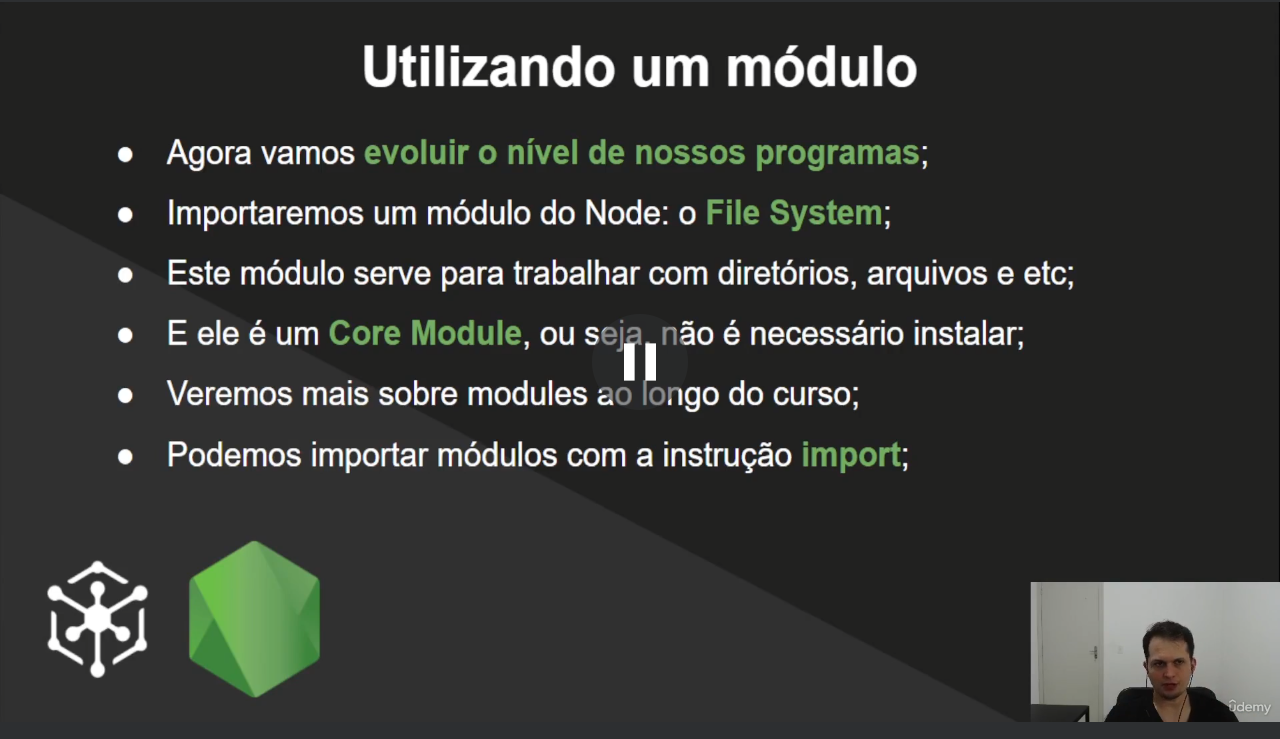 Utilizando um módulo
● Agora vamos evoluir o nível de nossos programas;
● Importaremos um módulo do Node: o File System;
● Este módulo serve para trabalhar com diretórios, arquivos e etc;
● E ele é um Core Module, ou seja, não é necessário instalar;
● Veremos mais sobre modules ao longo do curso;
● Podemos importar módulos com a instrução import;
ûdemy